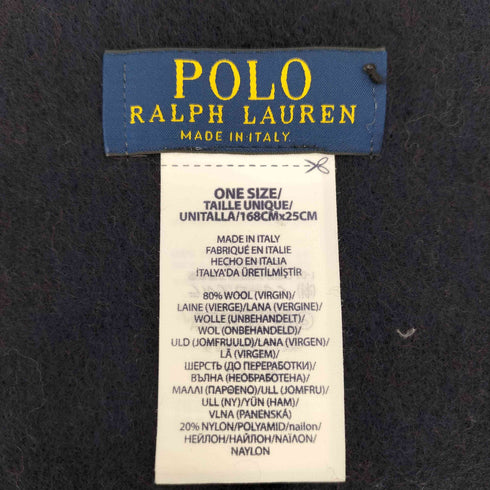 POLO
RALPH LAUREN
MADE IN ITALY
ONE SIZE/
TAILLE UNIQUE/
UNITALLA/168CMx25CM
MADE IN ITALY
FABRIQUÉ EN ITALIE
HECHO EN ITALIA
İTALYA'DA ÜRETİLMİŞTİR
80% WOOL (VIRGIN)/
LAINE (VIERGE)/LANA (VERGINE)/
WOLLE (UNBEHANDELT)/
WOL (ONBEHANDELD)/
ULD (JOMFRUULD)/LANA (VIRGEN)/
LÃ (VIRGEM)/
ШЕРСТЬ (ДО ПЕРЕРАБОТКИ)/
ВЪЛНА (НЕОБРАБОТЕНА)/
ΜΑΛΛΙ (ΠΑΡΘΕΝΟ)/ULL (JOMFRU)/
ULL (NY)/YÜN (HAM)/
VLNA (PANENSKÁ)
20% NYLON/POLYAMID/nailon/
НЕЙЛОН/НАЙЛОН/ΝΑΪΛΟΝ/
NAYLON